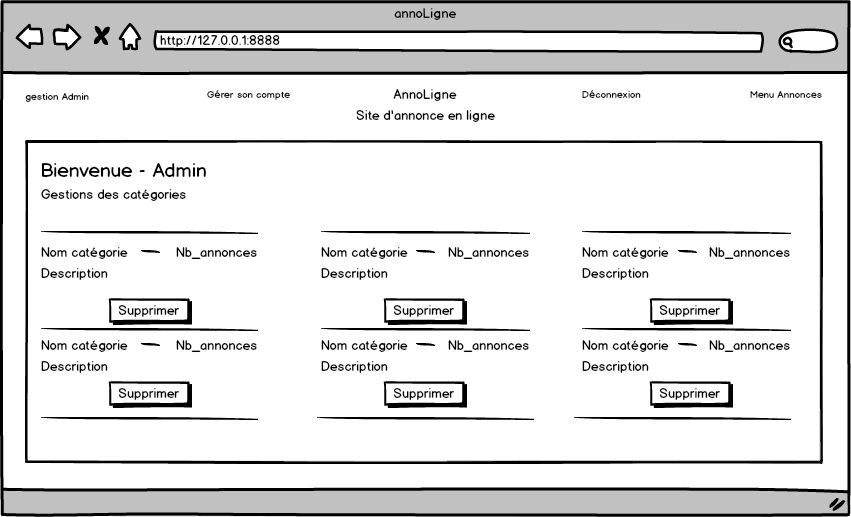 annoLigne
http://127.0.0.1:8888
gestion Admin Gérer son compte AnnoLigne Déconnexion Menu Annonces
Site d'annonce en ligne
Bienvenue - Admin
Gestions des catégories
Nom catégorie — Nb_annonces Nom catégorie — Nb_annonces Nom catégorie — Nb_annonces
Description Description Description
Supprimer Supprimer Supprimer
Nom catégorie — Nb_annonces Nom catégorie — Nb_annonces Nom catégorie — Nb_annonces
Description Description Description
Supprimer Supprimer Supprimer